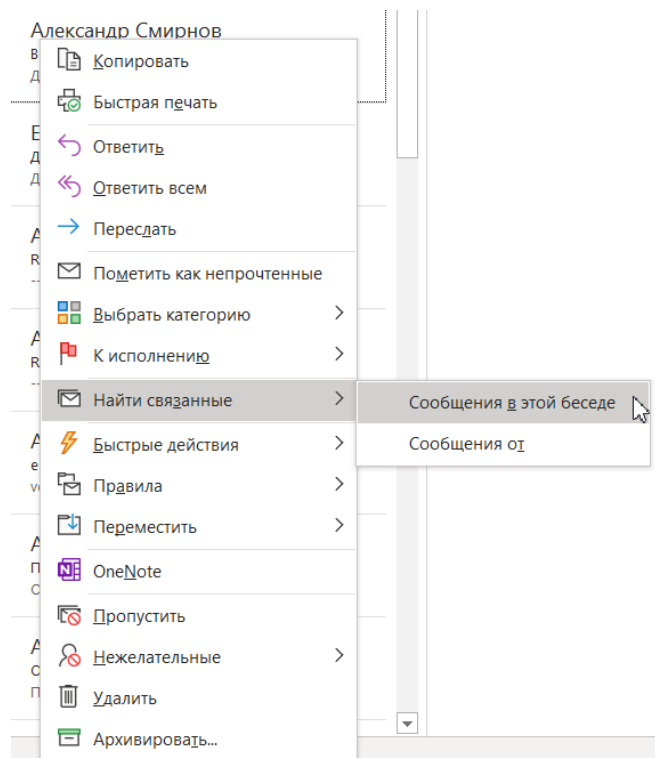 Александр Смирнов
Копировать
Быстрая печать
Ответить
Ответить всем
Переслать
Пометить как непрочтенные
Выбрать категорию
К исполнению
Найти связанные
Сообщения в этой беседе
Быстрые действия
Сообщения от
Правила
Переместить
OneNote
Пропустить
Нежелательные
Удалить
Архивировать...